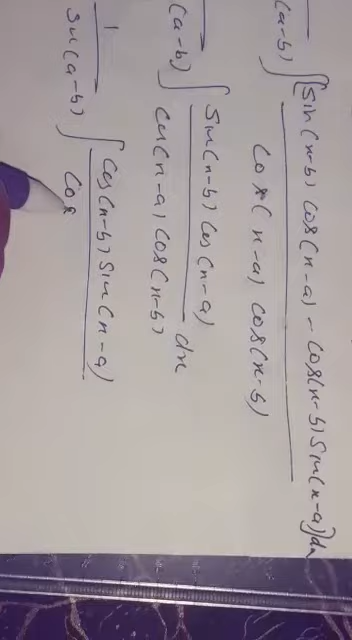 (a-b) ∫ [Sin(x-b) Cos(x-a) - Cos(x-b) Sin(x-a)] dx
Cos(x-a) Cos(x-b)
(a-b) ∫ Sin(x-b) Cos(x-a) dx
Cos(x-a) Cos(x-b)
1 ∫ Cos(x-b) Sin(x-a)
Sin(a-b) Cos